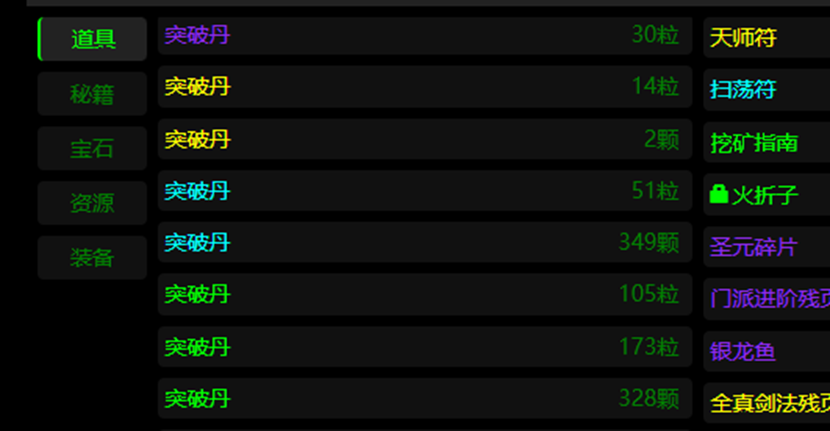 道具
秘籍
宝石
资源
装备
突破丹 30粒
突破丹 14粒
突破丹 2颗
突破丹 51粒
突破丹 349颗
突破丹 105粒
突破丹 173粒
突破丹 328颗
天师符
扫荡符
挖矿指南
火折子
圣元碎片
门派进阶残页
银龙鱼
全真剑法残页